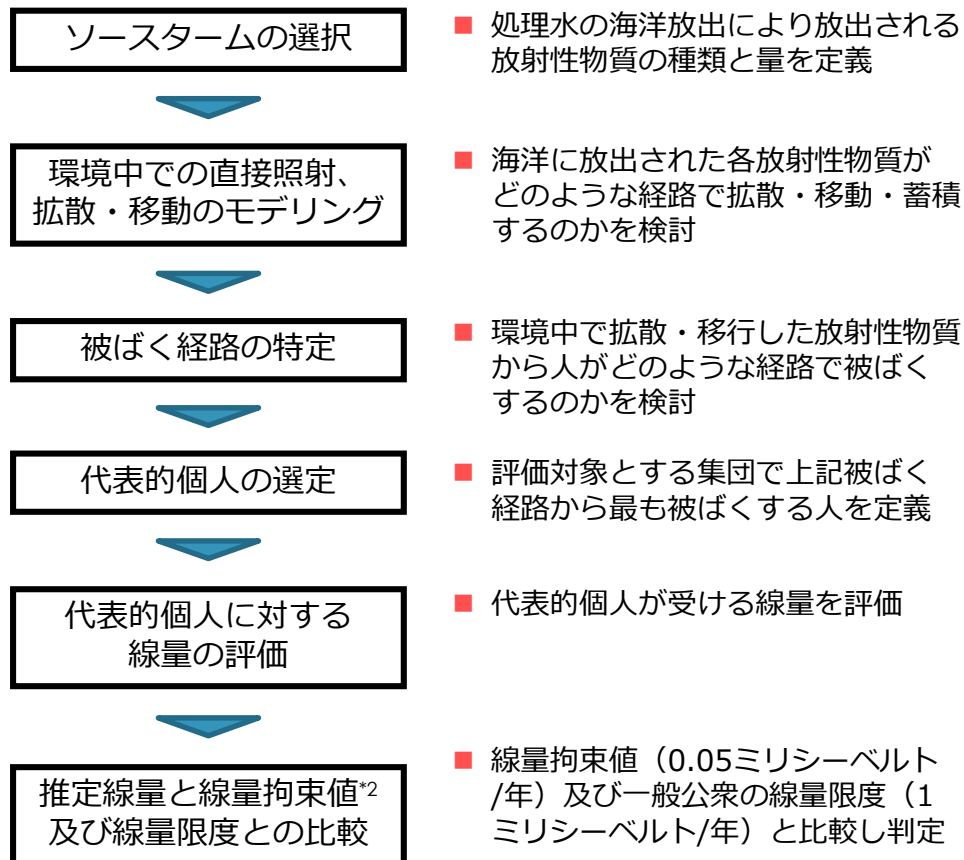 ソースタームの選択
■ 処理水の海洋放出により放出される
放射性物質の種類と量を定義
環境中での直接照射、
拡散・移動のモデリング
■ 海洋に放出された各放射性物質が
どのような経路で拡散・移動・蓄積
するのかを検討
被ばく経路の特定
■ 環境中で拡散・移行した放射性物質
から人がどのような経路で被ばく
するのかを検討
代表的個人の選定
■ 評価対象とする集団で上記被ばく
経路から最も被ばくする人を定義
代表的個人に対する
線量の評価
■ 代表的個人が受ける線量を評価
推定線量と線量拘束値*2
及び線量限度との比較
■ 線量拘束値（0.05ミリシーベルト
/年）及び一般公衆の線量限度（1
ミリシーベルト/年）と比較し判定